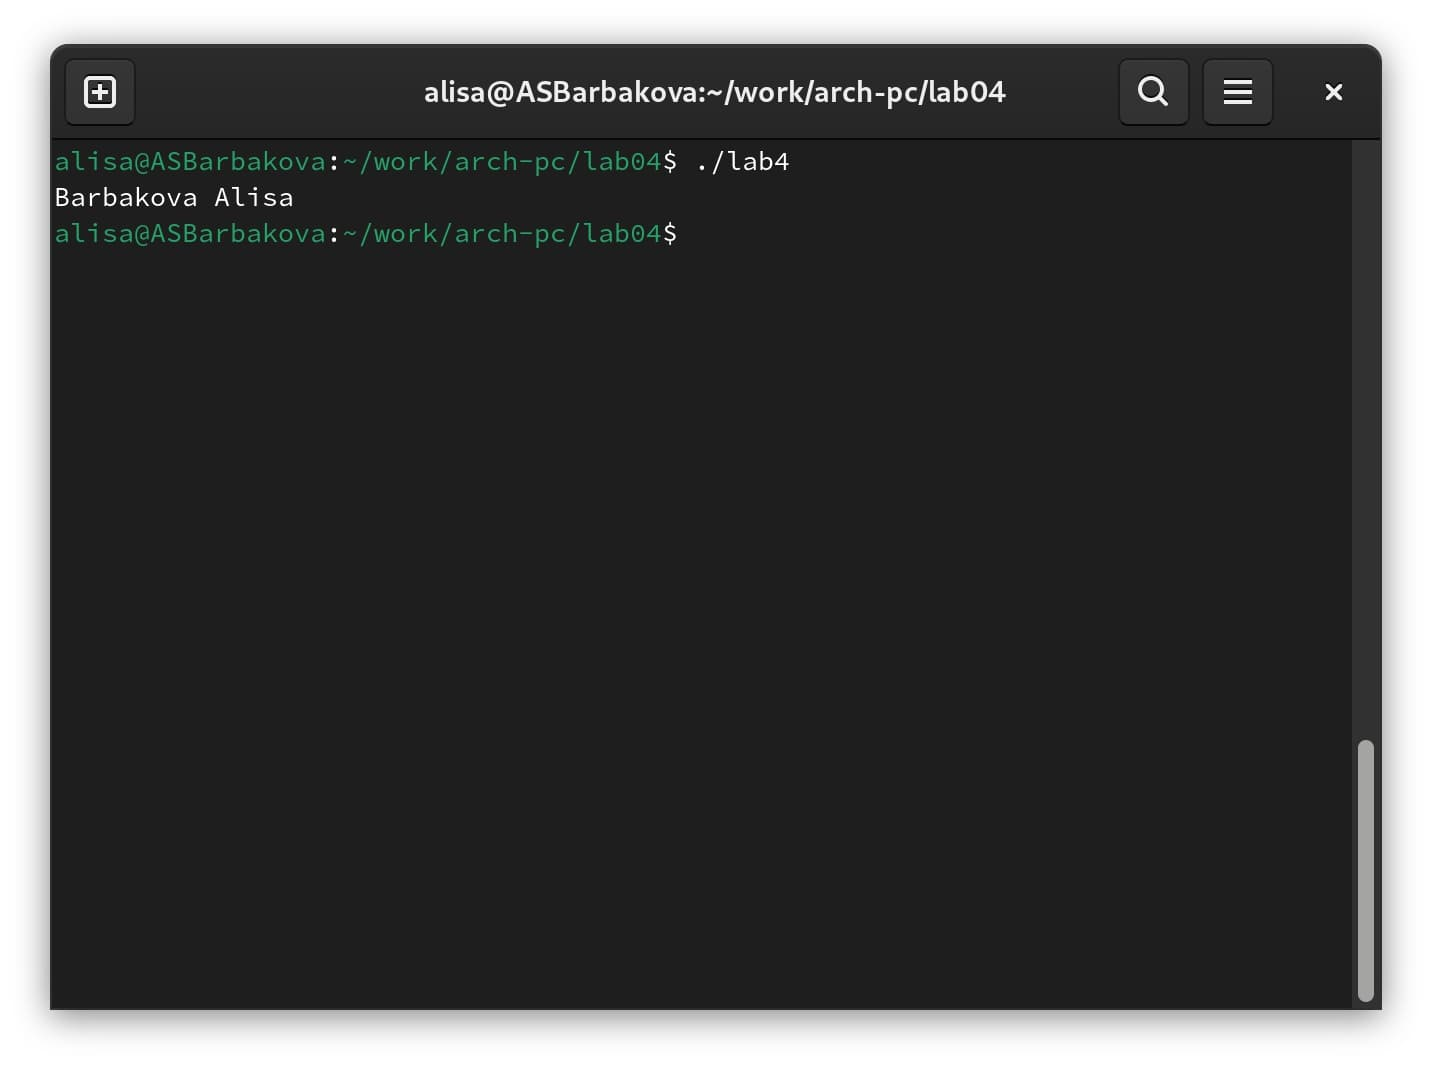 alisa@ASBarbakova:~/work/arch-pc/lab04
alisa@ASBarbakova:~/work/arch-pc/lab04$ ./lab4
Barbakova Alisa
alisa@ASBarbakova:~/work/arch-pc/lab04$